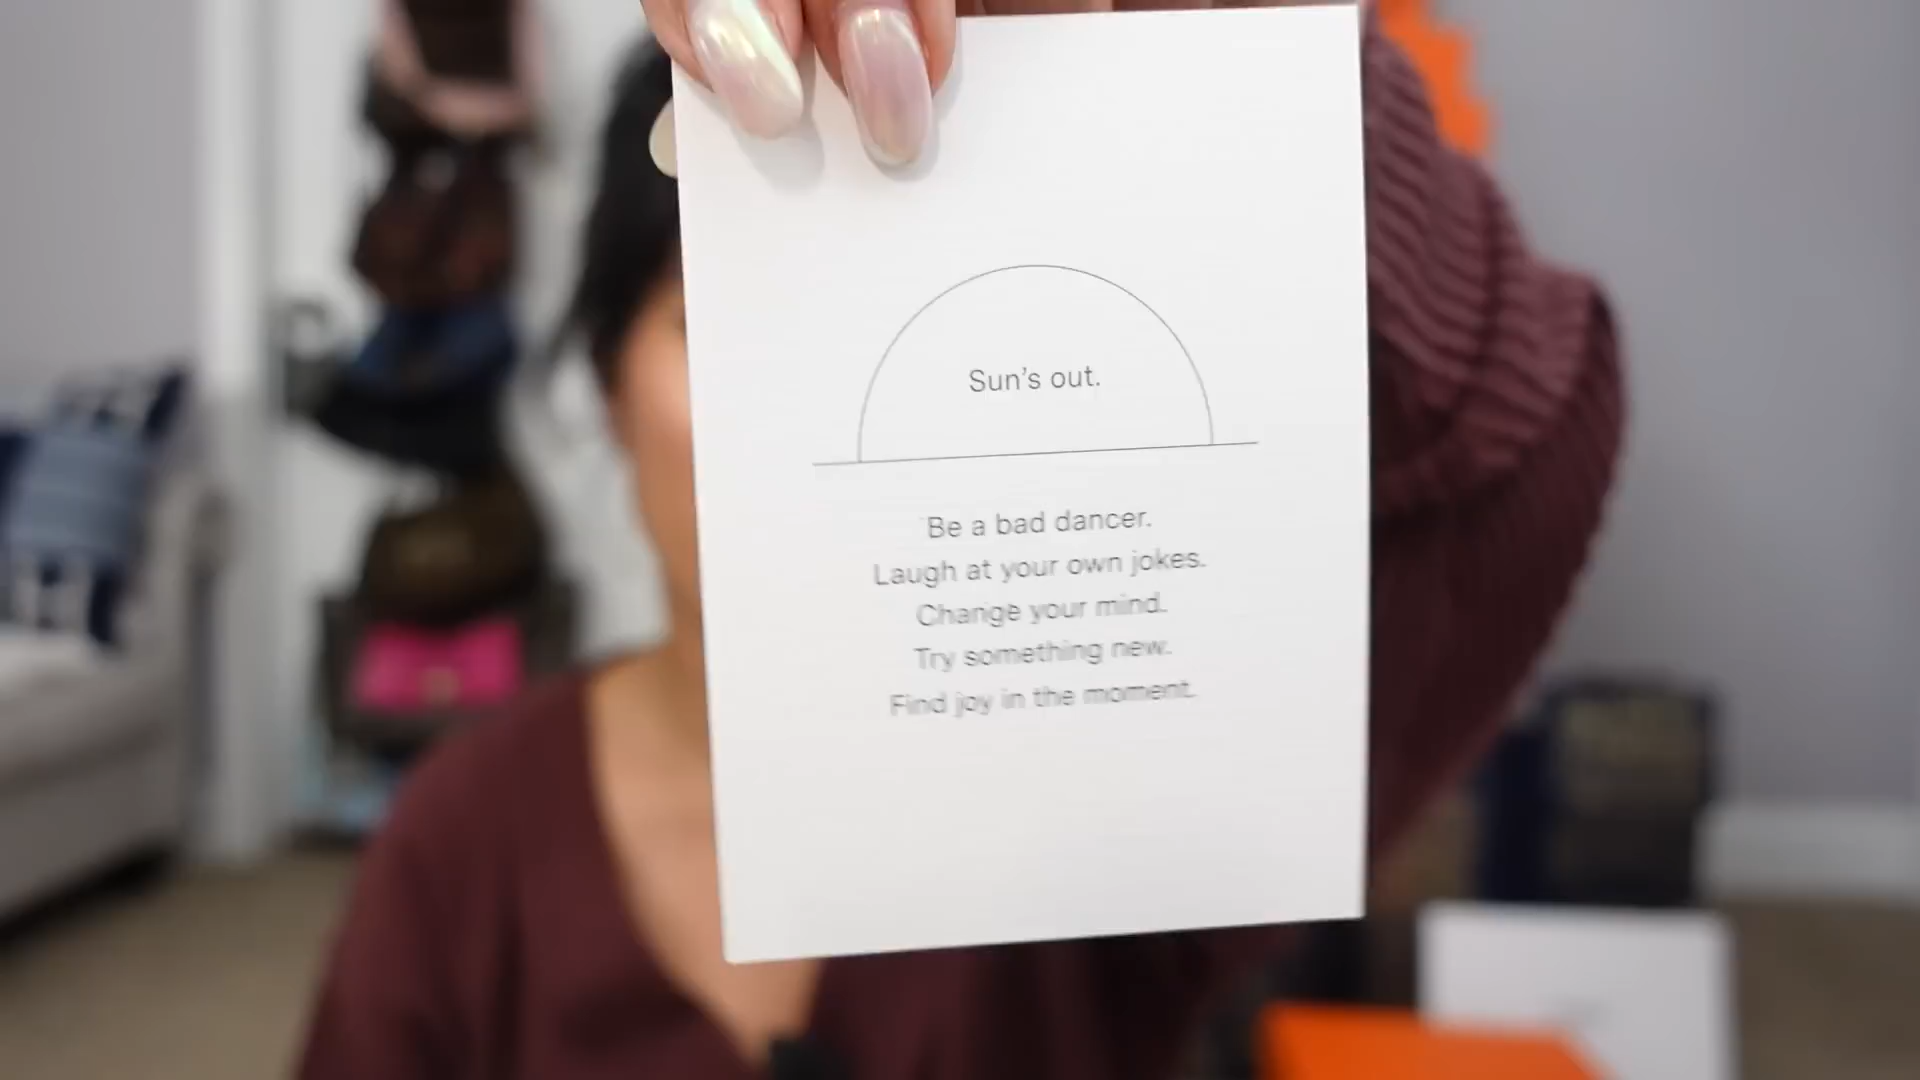 Sun's out.
Be a bad dancer.
Laugh at your own jokes.
Change your mind.
Try something new.
Find joy in the moment.